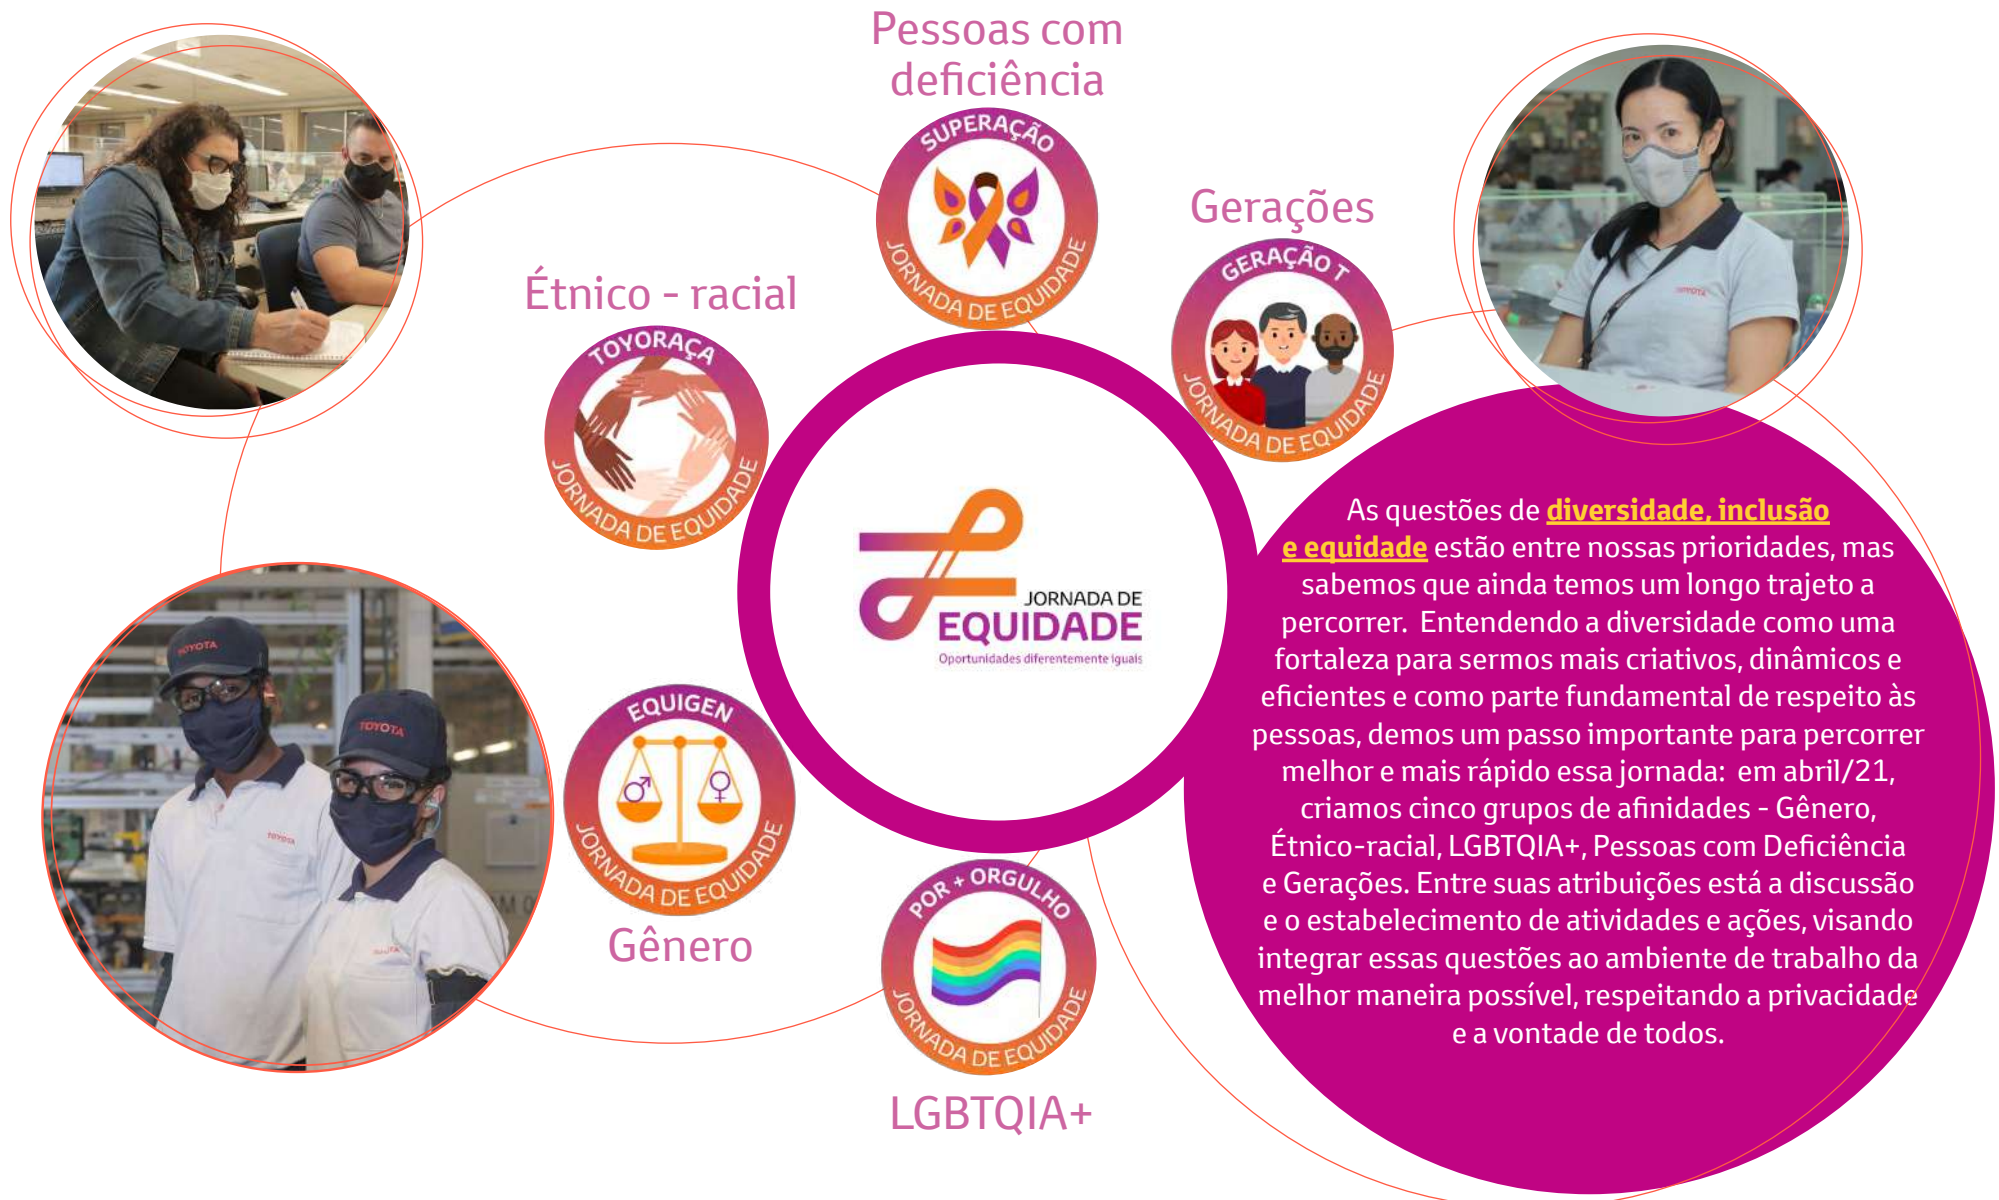 Pessoas com
deficiência
SUPERAÇÃO
JORNADA DE EQUIDADE
Gerações
GERAÇÃO T
JORNADA DE EQUIDADE
Étnico - racial
TOYORAÇA
JORNADA DE EQUIDADE
JORNADA DE
EQUIDADE
Oportunidades diferentemente iguais
EQUIGEN
JORNADA DE EQUIDADE
Gênero
POR + ORGULHO
JORNADA DE EQUIDADE
LGBTQIA+
TOYOTA
TOYOTA
TOYOTA
TOYOTA
As questões de diversidade, inclusão
e equidade estão entre nossas prioridades, mas
sabemos que ainda temos um longo trajeto a
percorrer. Entendendo a diversidade como uma
fortaleza para sermos mais criativos, dinâmicos e
eficientes e como parte fundamental de respeito às
pessoas, demos um passo importante para percorrer
melhor e mais rápido essa jornada: em abril/21,
criamos cinco grupos de afinidades - Gênero,
Étnico-racial, LGBTQIA+, Pessoas com Deficiência
e Gerações. Entre suas atribuições está a discussão
e o estabelecimento de atividades e ações, visando
integrar essas questões ao ambiente de trabalho da
melhor maneira possível, respeitando a privacidade
e a vontade de todos.